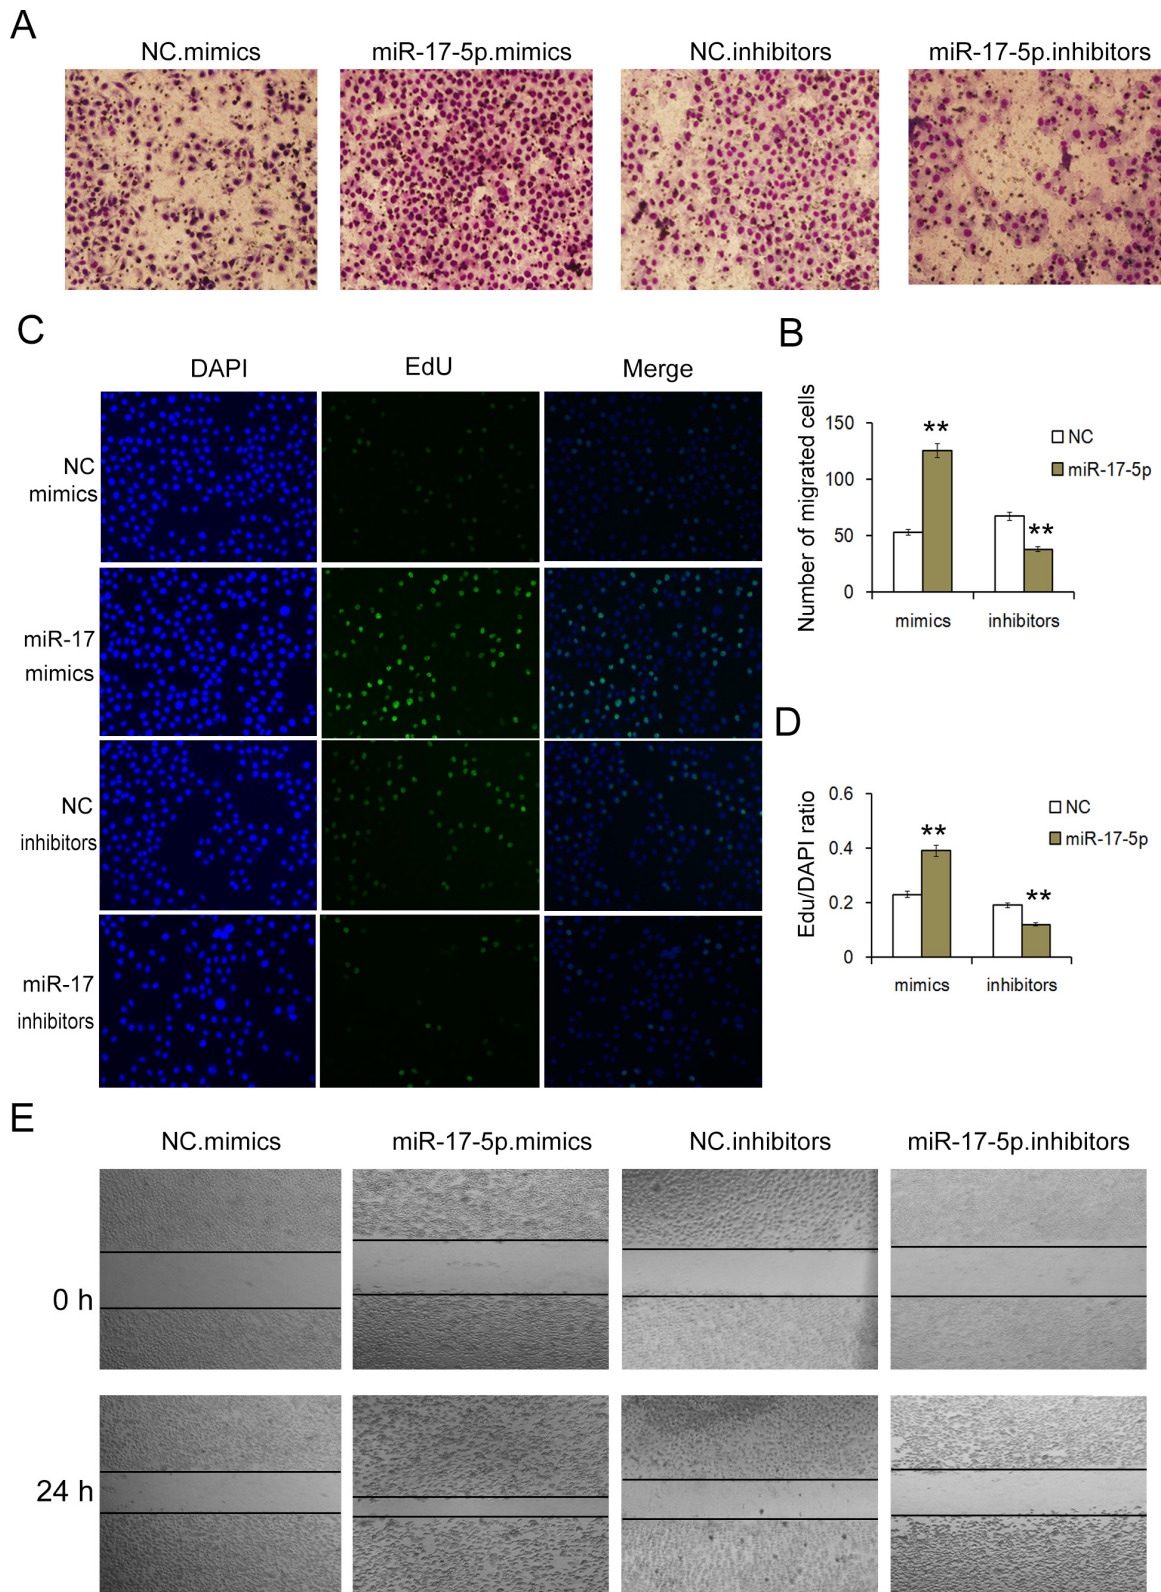 A
NC.mimics miR-17-5p.mimics NC.inhibitors miR-17-5p.inhibitors
C
DAPI EdU Merge
NC
mimics
miR-17
mimics
NC
inhibitors
miR-17
inhibitors
B
Number of migrated cells
150
100
50
0
**
**
NC
miR-17-5p
mimics inhibitors
D
Edu/DAPI ratio
0.6
0.4
0.2
0
**
**
NC
miR-17-5p
mimics inhibitors
E
NC.mimics miR-17-5p.mimics NC.inhibitors miR-17-5p.inhibitors
0 h
24 h